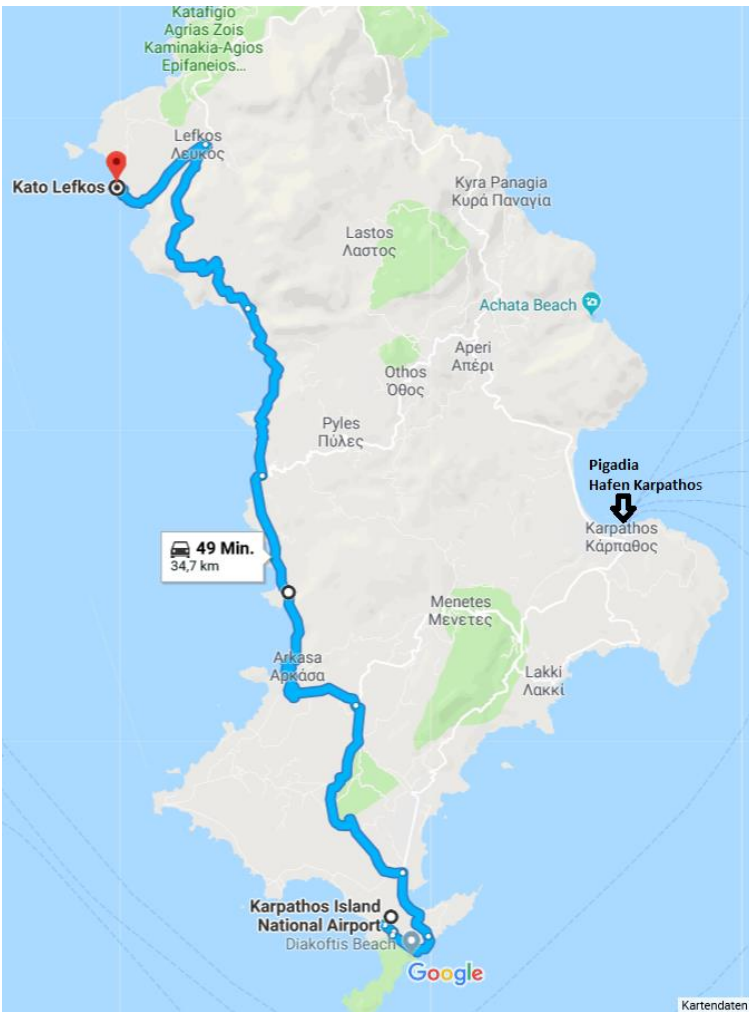 Katafigio
Agrias Zois
Kaminakia-Agios
Epifaneios...
Lefkos
Λευκός
Kato Lefkos
Kyra Panagia
Κυρά Παναγία
Lastos
Λαστος
Achata Beach
Aperi
Απέρι
Othos
Όθος
Pyles
Πύλες
Pigadia
Hafen Karpathos
Karpathos
Κάρπαθος
49 Min.
34,7 km
Menetes
Μενετες
Arkasa
Αρκάσα
Lakki
Λακκί
Karpathos Island
National Airport
Diakoftis Beach
Google
Kartendaten